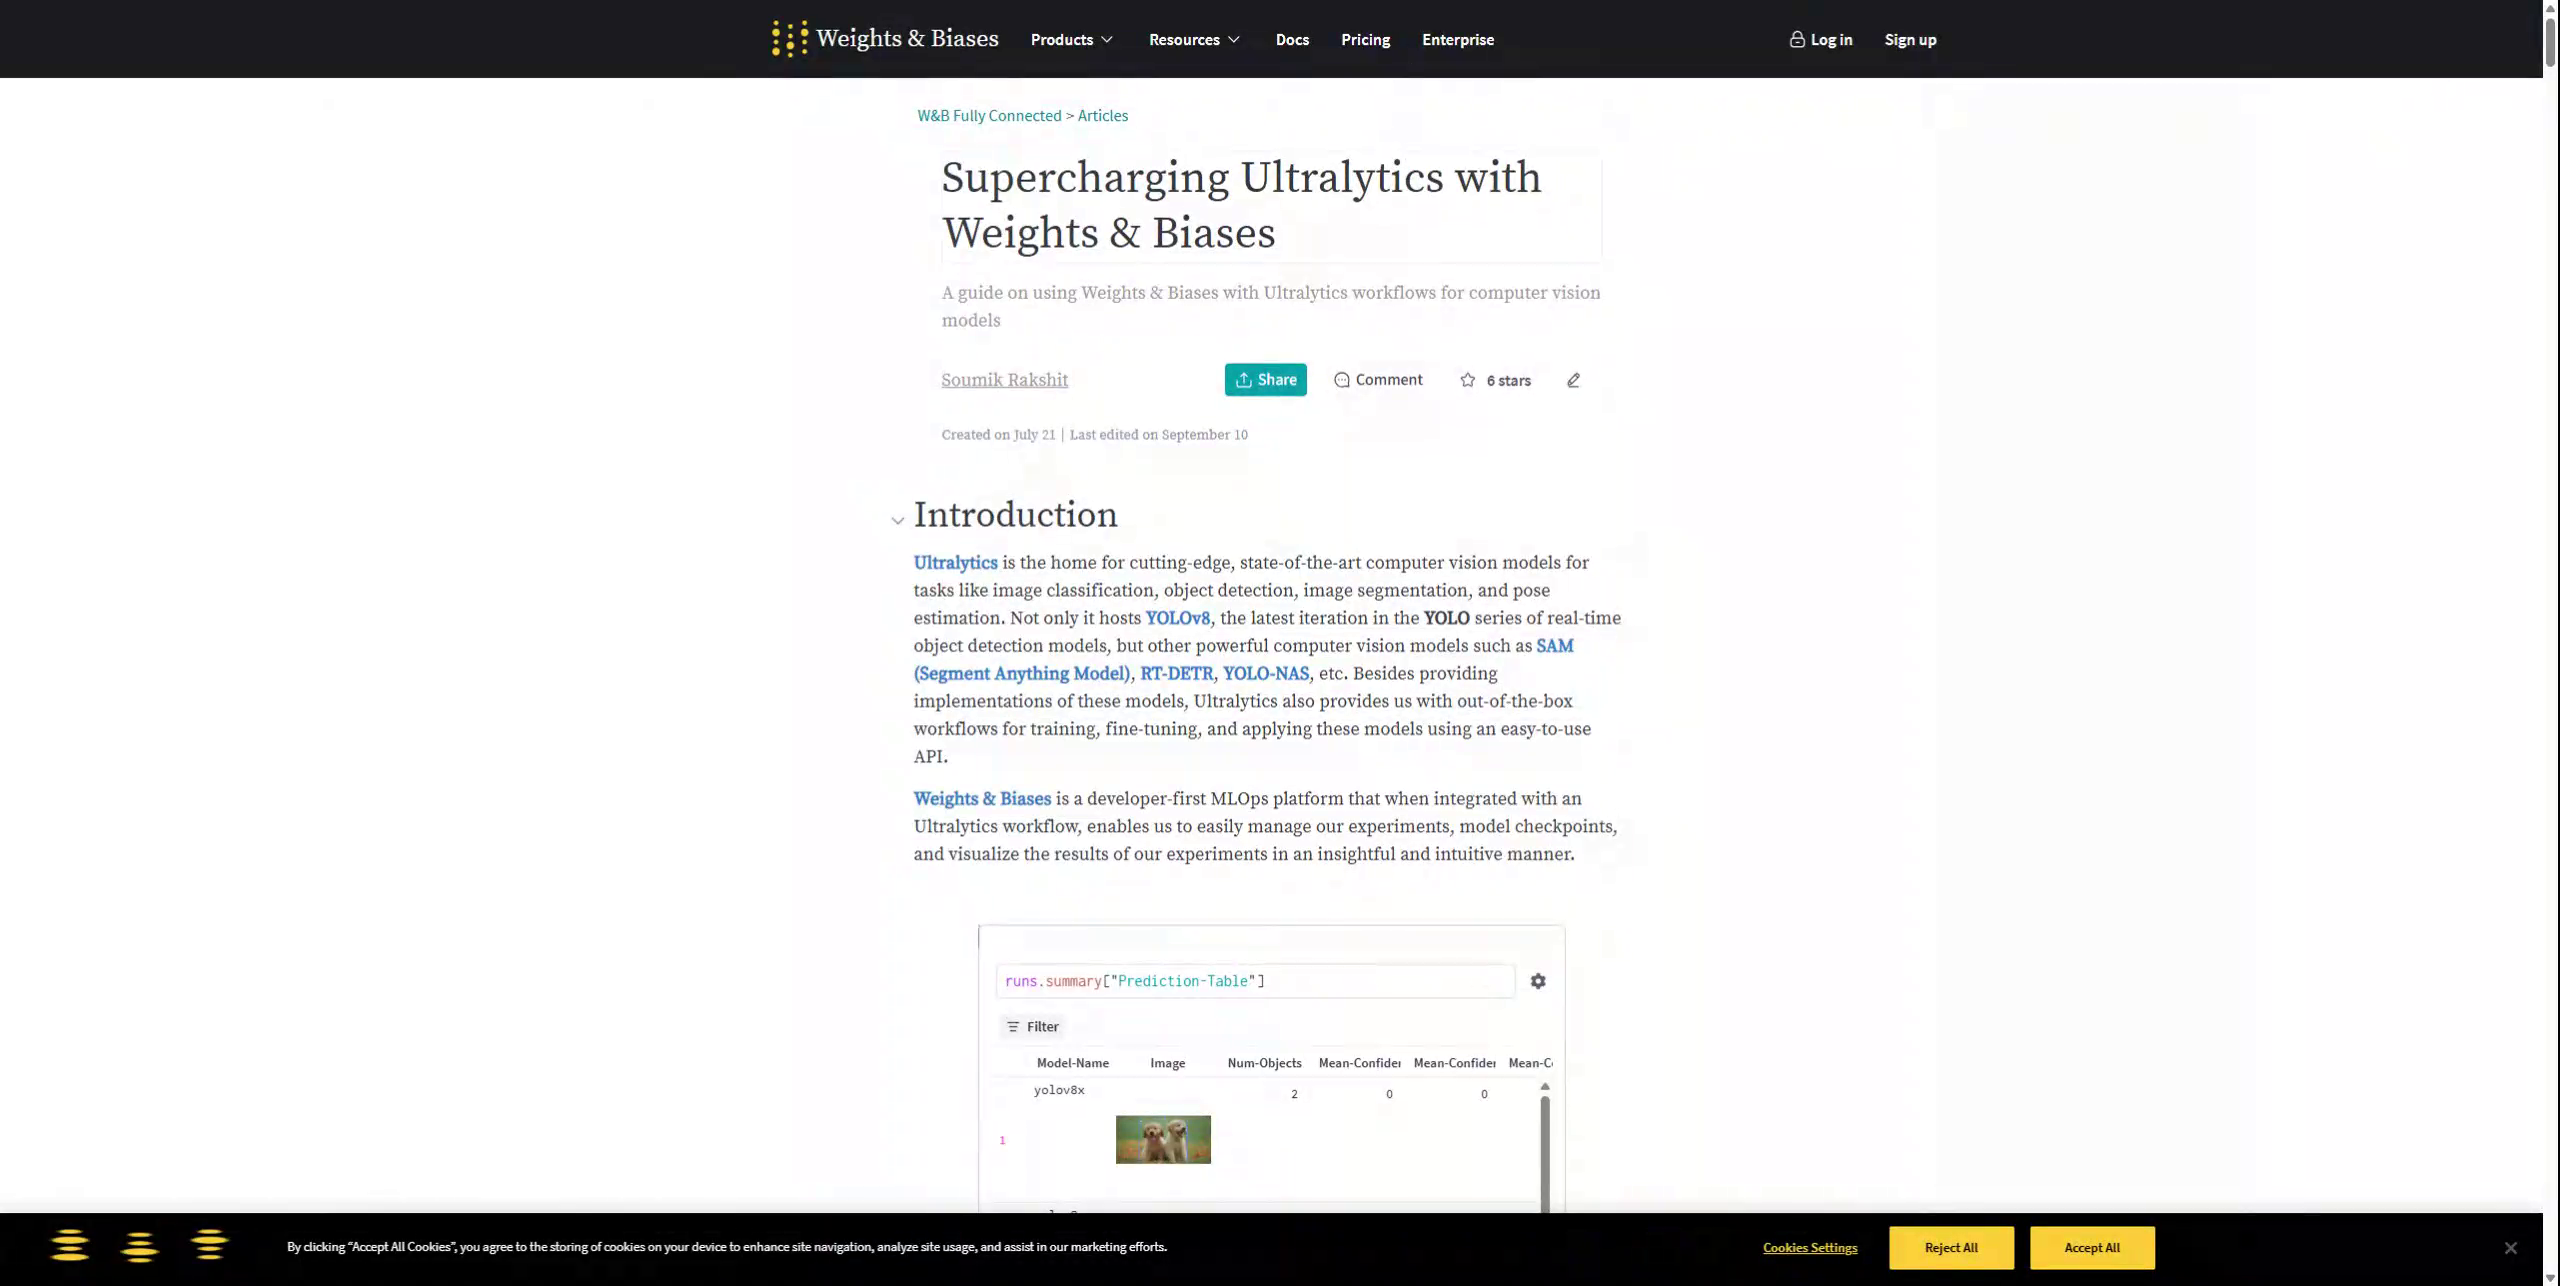 Weights & Biases Products Resources Docs Pricing Enterprise Log in Sign up
W&B Fully Connected > Articles
Supercharging Ultralytics with
Weights & Biases
A guide on using Weights & Biases with Ultralytics workflows for computer vision
models
Soumik Rakshit Share Comment 6 stars
Created on July 21 | Last edited on September 10
Introduction
Ultralytics is the home for cutting-edge, state-of-the-art computer vision models for
tasks like image classification, object detection, image segmentation, and pose
estimation. Not only it hosts YOLOv8, the latest iteration in the YOLO series of real-time
object detection models, but other powerful computer vision models such as SAM
(Segment Anything Model), RT-DETR, YOLO-NAS, etc. Besides providing
implementations of these models, Ultralytics also provides us with out-of-the-box
workflows for training, fine-tuning, and applying these models using an easy-to-use
API.
Weights & Biases is a developer-first MLOps platform that when integrated with an
Ultralytics workflow, enables us to easily manage our experiments, model checkpoints,
and visualize the results of our experiments in an insightful and intuitive manner.
runs.summary["Prediction-Table"]
Filter
Model-Name Image Num-Objects Mean-Confider Mean-Confider Mean-C
yolov8x 2 0 0
1
By clicking “Accept All Cookies”, you agree to the storing of cookies on your device to enhance site navigation, analyze site usage, and assist in our marketing efforts. Cookies Settings Reject All Accept All